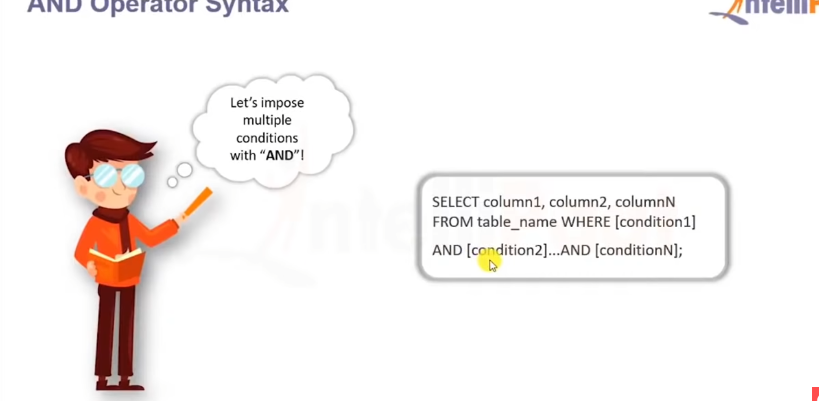 AND Operator Syntax
Let's impose
multiple
conditions
with “AND”!
SELECT column1, column2, columnN
FROM table_name WHERE [condition1]
AND [condition2]...AND [conditionN];